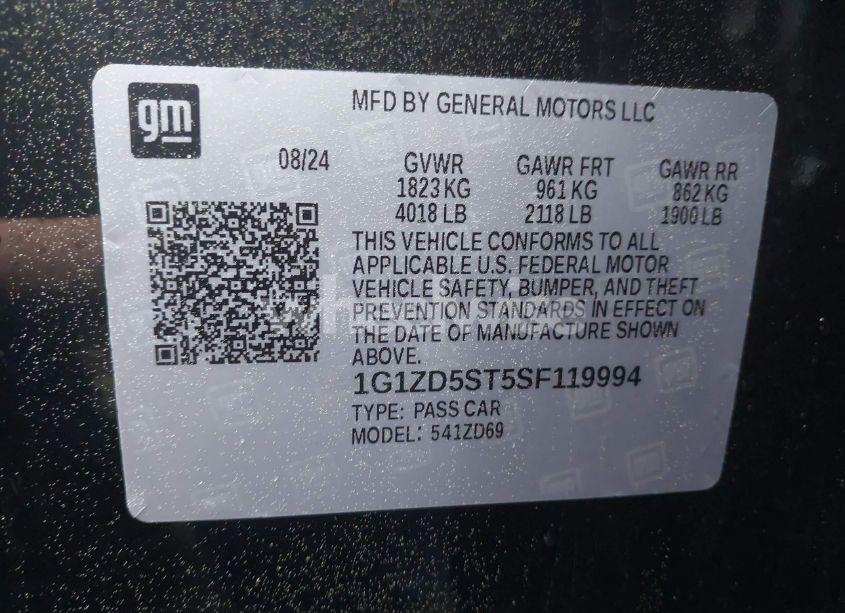 gm
MFD BY GENERAL MOTORS LLC
08/24 GVWR GAWR FRT GAWR RR
1823 KG 961 KG 862 KG
4018 LB 2118 LB 1900 LB
THIS VEHICLE CONFORMS TO ALL
APPLICABLE U.S. FEDERAL MOTOR
VEHICLE SAFETY, BUMPER, AND THEFT
PREVENTION STANDARDS IN EFFECT ON
THE DATE OF MANUFACTURE SHOWN
ABOVE.
1G1ZD5ST5SF119994
TYPE: PASS CAR
MODEL: 541ZD69